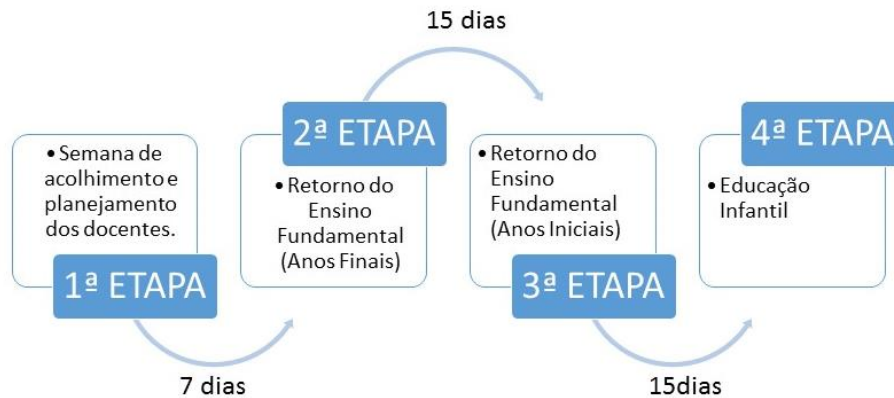 • Semana de
acolhimento e
planejamento
dos docentes.
1ª ETAPA
7 dias
2ª ETAPA
• Retorno do
Ensino
Fundamental
(Anos Finais)
15 dias
• Retorno do
Ensino
Fundamental
(Anos Iniciais)
3ª ETAPA
15dias
4ª ETAPA
• Educação
Infantil